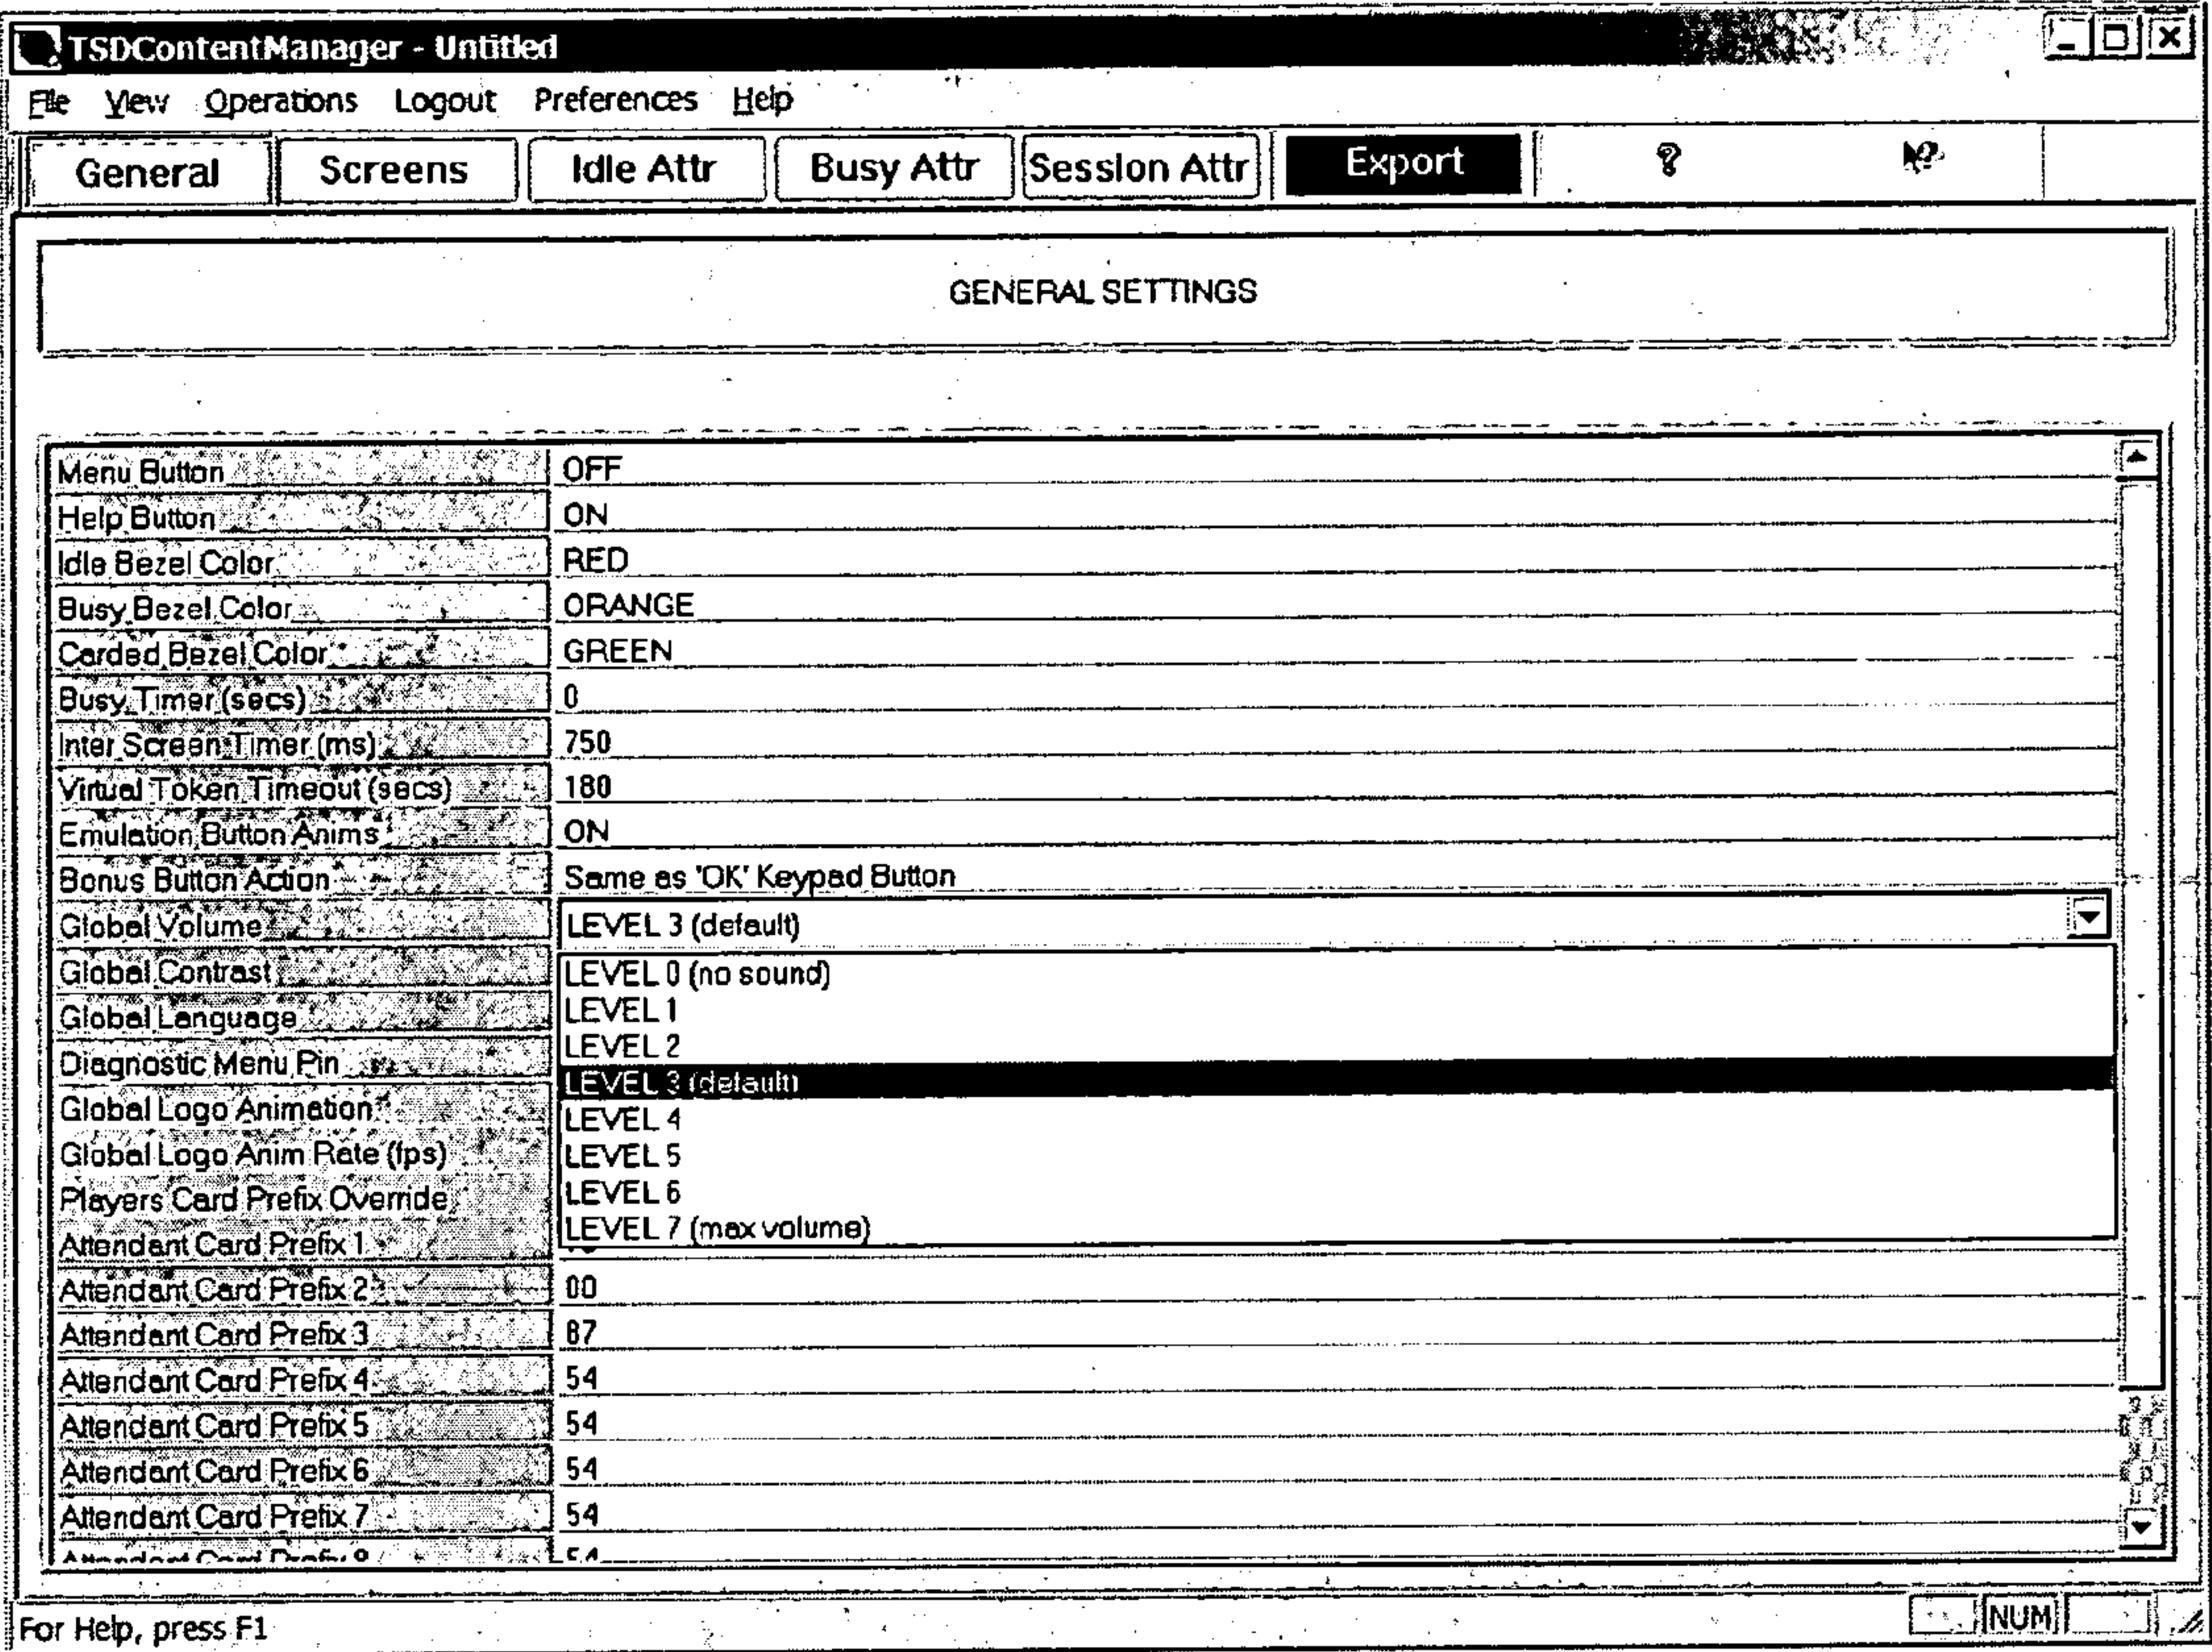 TSDContentManager - Untitled
File View Operations Logout Preferences Help
General Screens Idle Attr Busy Attr Session Attr Export
GENERAL SETTINGS
Menu Button OFF
Help Button ON
Idle Bezel Color RED
Busy Bezel Color ORANGE
Carded Bezel Color GREEN
Busy Timer (secs) 0
Inter Screen Timer (ms) 750
Virtual Token Timeout (secs) 180
Emulation Button Anims ON
Bonus Button Action Same as 'OK' Keypad Button
Global Volume LEVEL 3 (default)
Global Contrast LEVEL 0 (no sound)
Global Language LEVEL 1
LEVEL 2
Diagnostic Menu Pin LEVEL 3 (default)
Global Logo Animation LEVEL 4
Global Logo Anim Rate (fps) LEVEL 5
Players Card Prefix Override LEVEL 6
Attendant Card Prefix 1 LEVEL 7 (max volume)
Attendant Card Prefix 2 00
Attendant Card Prefix 3 87
Attendant Card Prefix 4 54
Attendant Card Prefix 5 54
Attendant Card Prefix 6 54
Attendant Card Prefix 7 54
Attendant Card Prefix 54
For Help, press F1 NUM